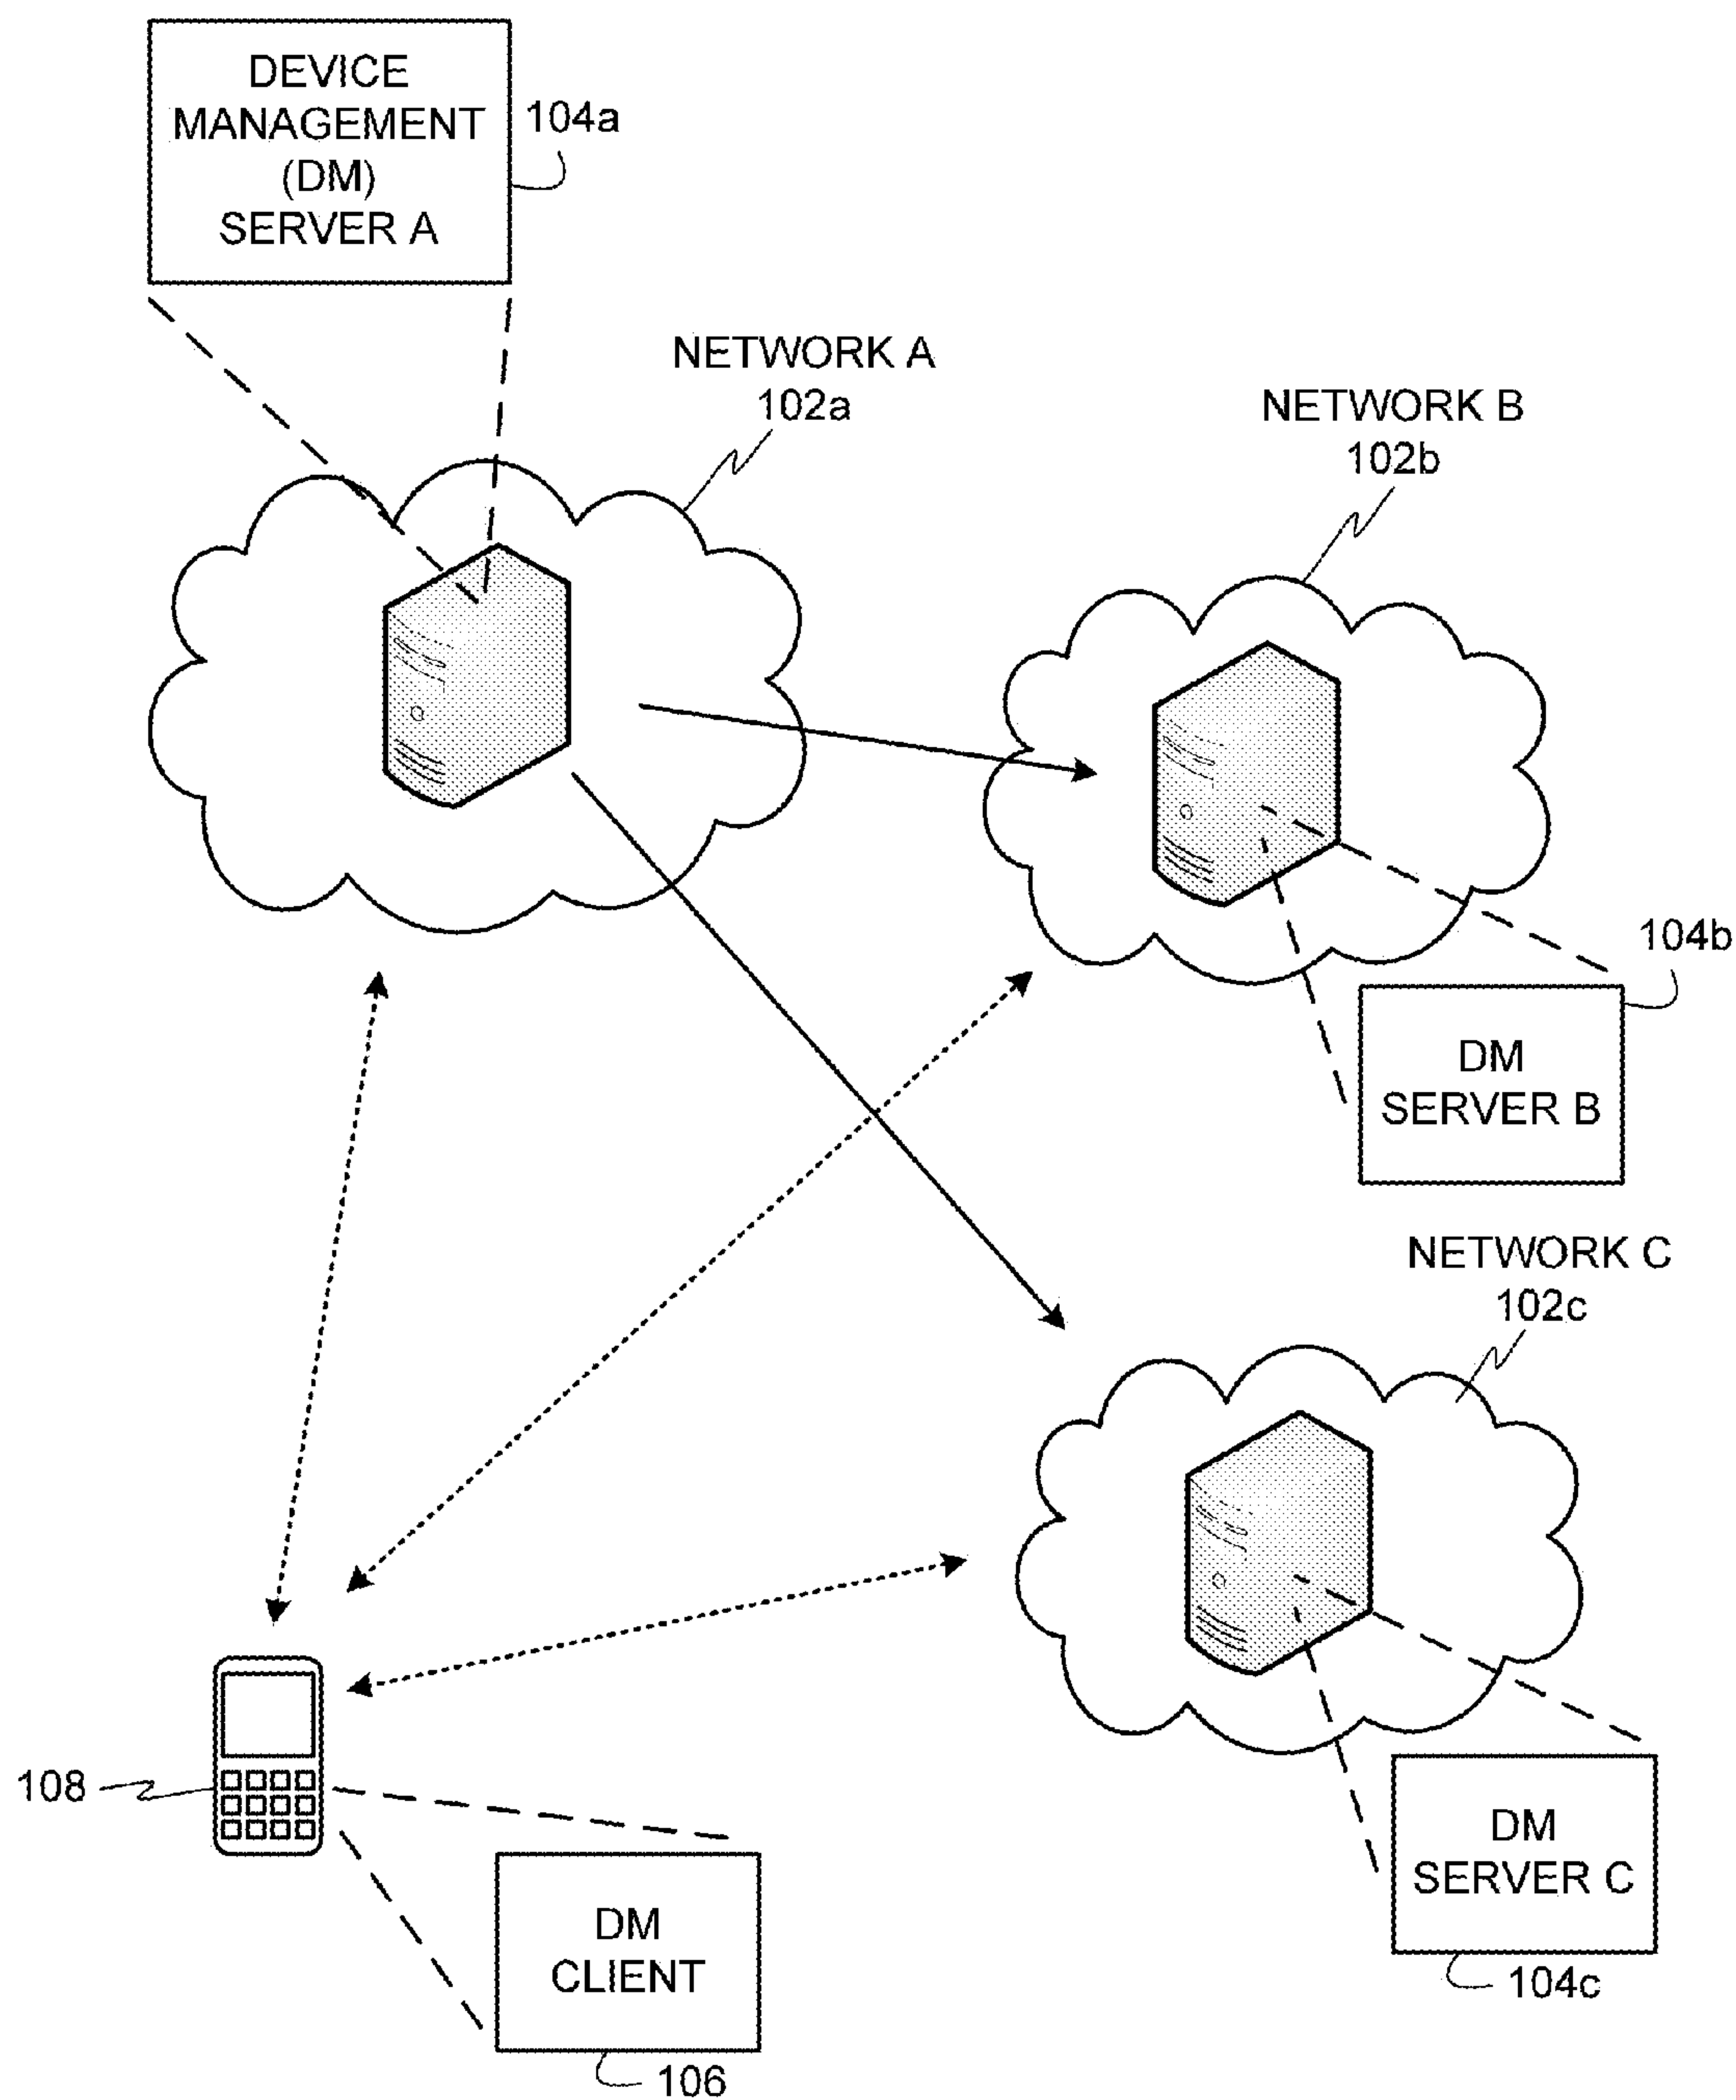 DEVICE
MANAGEMENT
(DM)
SERVER A
104a
NETWORK A
102a
NETWORK B
102b
104b
DM
SERVER B
NETWORK C
102c
108
DM
SERVER C
104c
DM
CLIENT
106